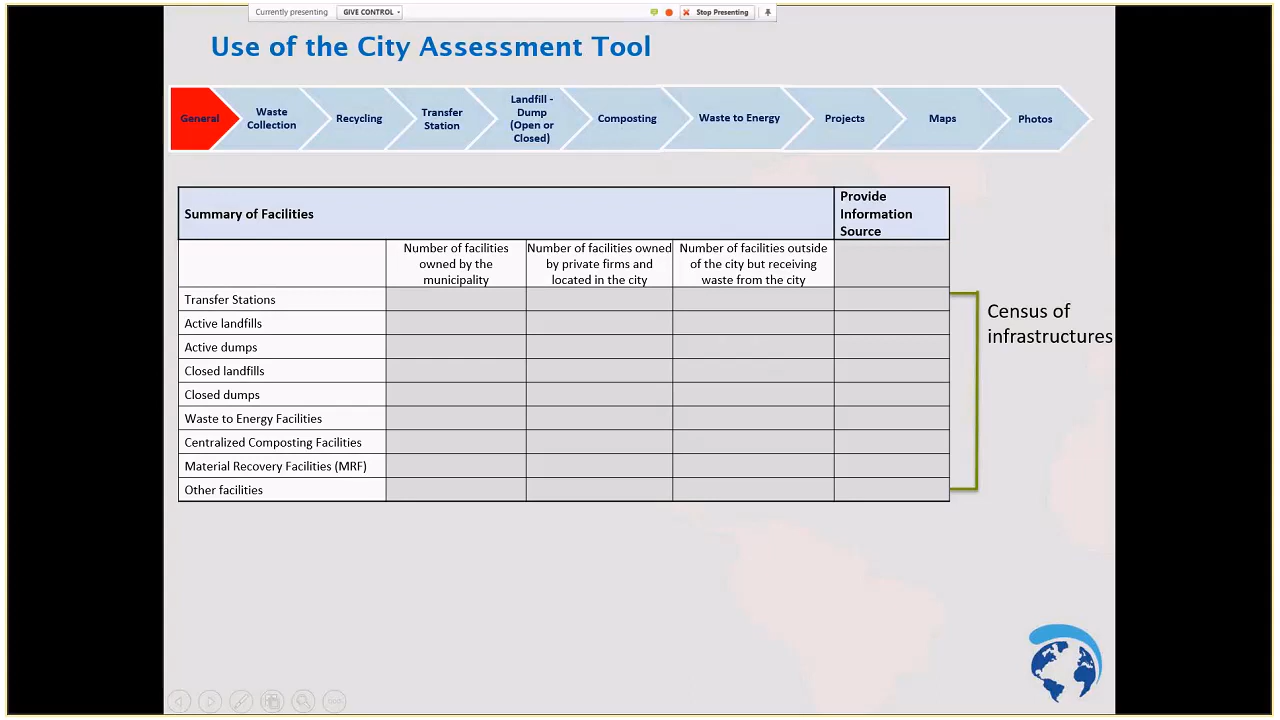 Currently presenting GIVE CONTROL Stop Presenting
Use of the City Assessment Tool
General
Waste
Collection
Recycling
Transfer
Station
Landfill -
Dump
(Open or
Closed)
Composting
Waste to Energy
Projects
Maps
Photos
Summary of Facilities
Provide
Information
Source
Number of facilities
owned by the
municipality
Number of facilities owned
by private firms and
located in the city
Number of facilities outside
of the city but receiving
waste from the city
Transfer Stations
Active landfills
Active dumps
Closed landfills
Closed dumps
Waste to Energy Facilities
Centralized Composting Facilities
Material Recovery Facilities (MRF)
Other facilities
Census of
infrastructures